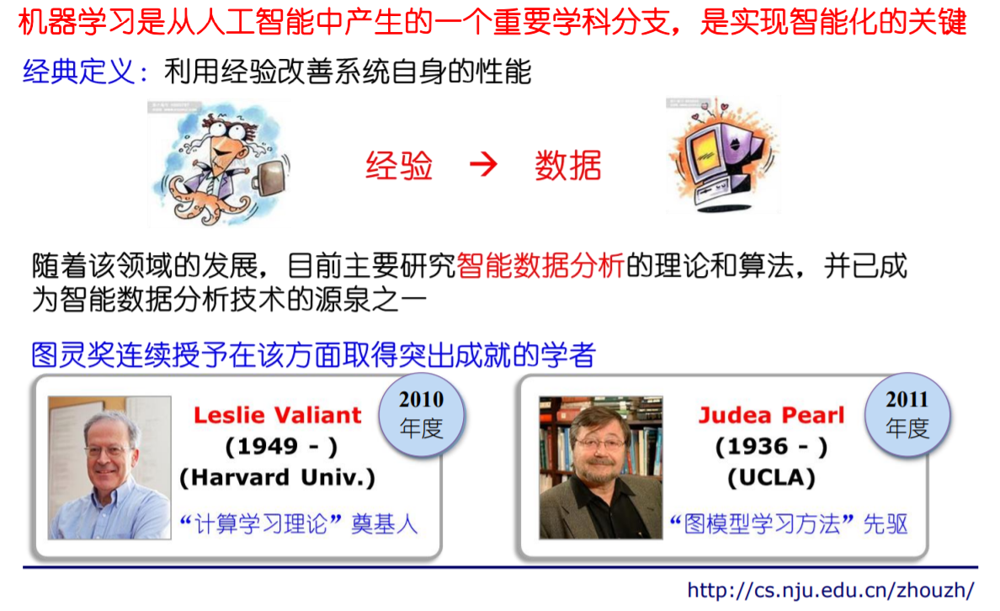 机器学习是从人工智能中产生的一个重要学科分支，是实现智能化的关键
经典定义：利用经验改善系统自身的性能
经验 → 数据
随着该领域的发展，目前主要研究智能数据分析的理论和算法，并已成
为智能数据分析技术的源泉之一
图灵奖连续授予在该方面取得突出成就的学者
2010
年度
Leslie Valiant
(1949 - )
(Harvard Univ.)
“计算学习理论”奠基人
2011
年度
Judea Pearl
(1936 - )
(UCLA)
“图模型学习方法”先驱
http://cs.nju.edu.cn/zhouzh/